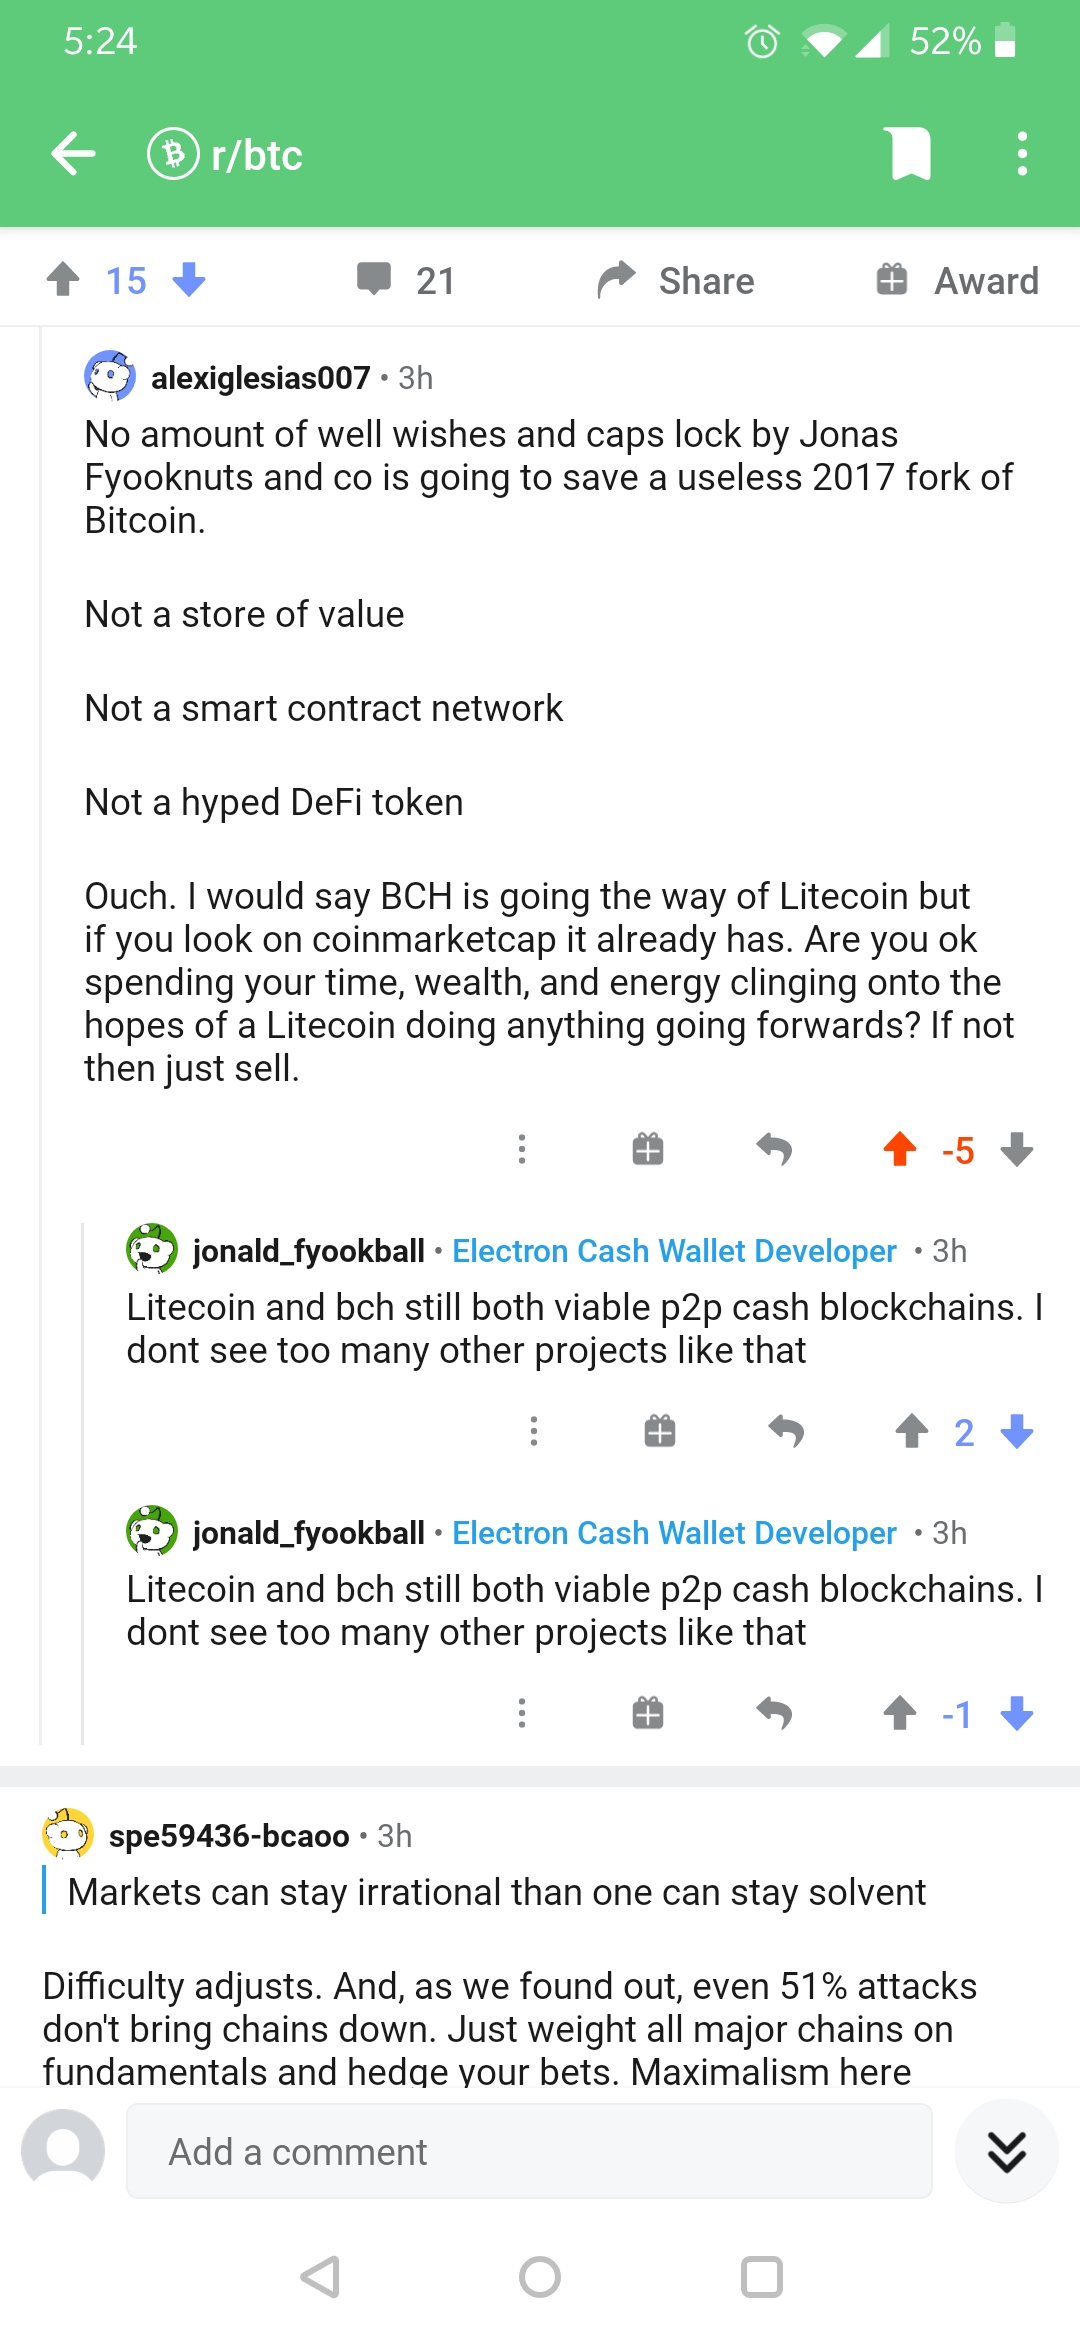 5:24 52%
r/btc
15 21 Share Award
alexiglesias007 • 3h
No amount of well wishes and caps lock by Jonas
Fyooknuts and co is going to save a useless 2017 fork of
Bitcoin.
Not a store of value
Not a smart contract network
Not a hyped DeFi token
Ouch. I would say BCH is going the way of Litecoin but
if you look on coinmarketcap it already has. Are you ok
spending your time, wealth, and energy clinging onto the
hopes of a Litecoin doing anything going forwards? If not
then just sell.
-5
jonald_fyookball • Electron Cash Wallet Developer • 3h
Litecoin and bch still both viable p2p cash blockchains. I
dont see too many other projects like that
2
jonald_fyookball • Electron Cash Wallet Developer • 3h
Litecoin and bch still both viable p2p cash blockchains. I
dont see too many other projects like that
-1
spe59436-bcaoo • 3h
Markets can stay irrational than one can stay solvent
Difficulty adjusts. And, as we found out, even 51% attacks
don't bring chains down. Just weight all major chains on
fundamentals and hedge your bets. Maximalism here
Add a comment